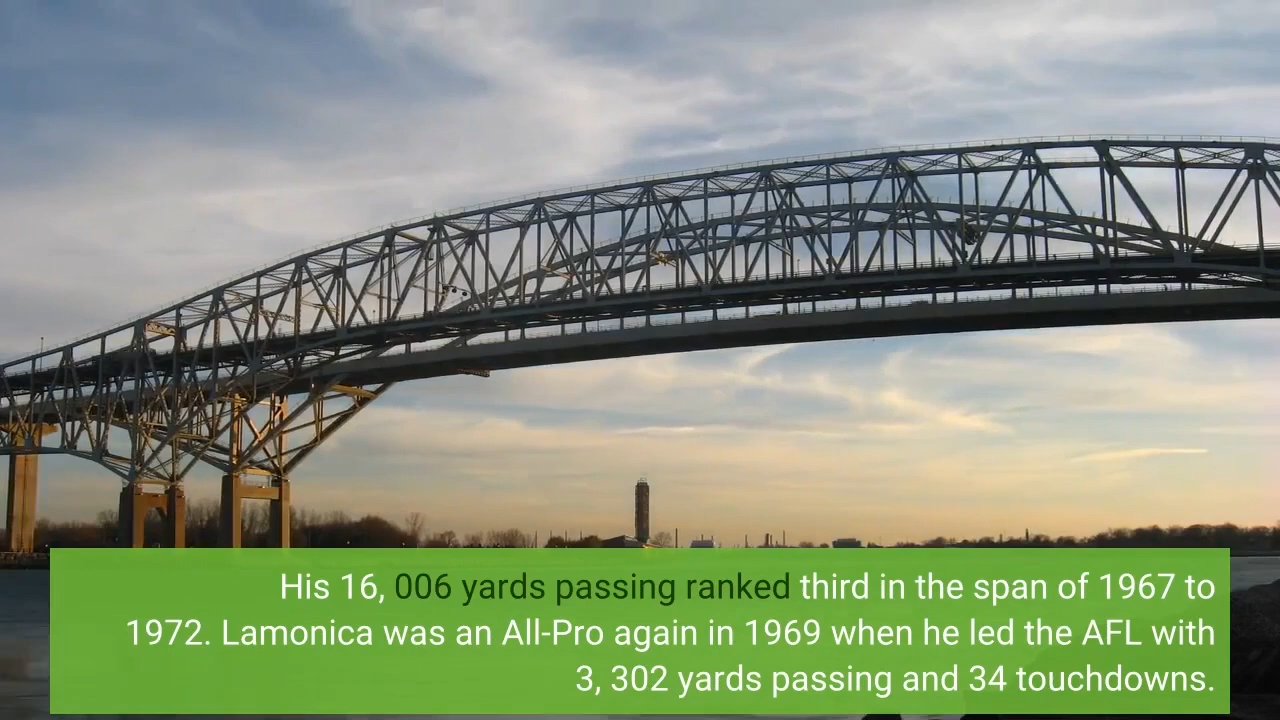 His 16, 006 yards passing ranked third in the span of 1967 to
1972. Lamonica was an All-Pro again in 1969 when he led the AFL with
3, 302 yards passing and 34 touchdowns.